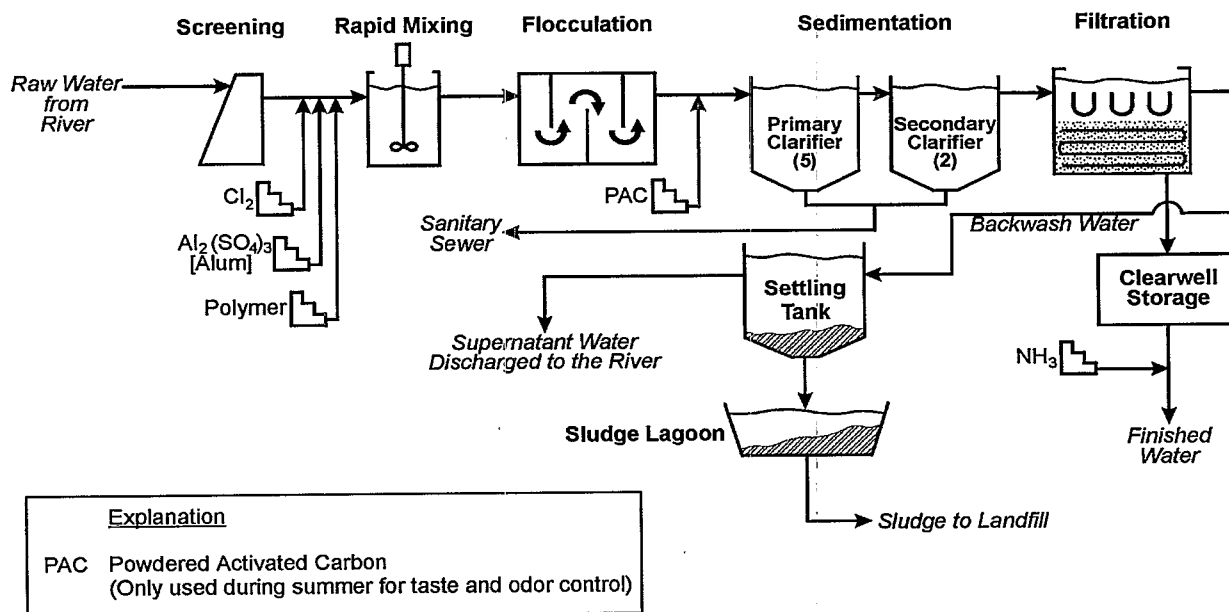 Screening
Rapid Mixing
Flocculation
Sedimentation
Filtration
Raw Water
from
River
Primary
Clarifier
(5)
Secondary
Clarifier
(2)
Cl2
Al2(SO4)3
[Alum]
Polymer
PAC
Sanitary
Sewer
Backwash Water
Settling
Tank
Clearwell
Storage
Supernatant Water
Discharged to the River
NH3
Sludge Lagoon
Finished
Water
Sludge to Landfill
Explanation
PAC Powdered Activated Carbon
(Only used during summer for taste and odor control)